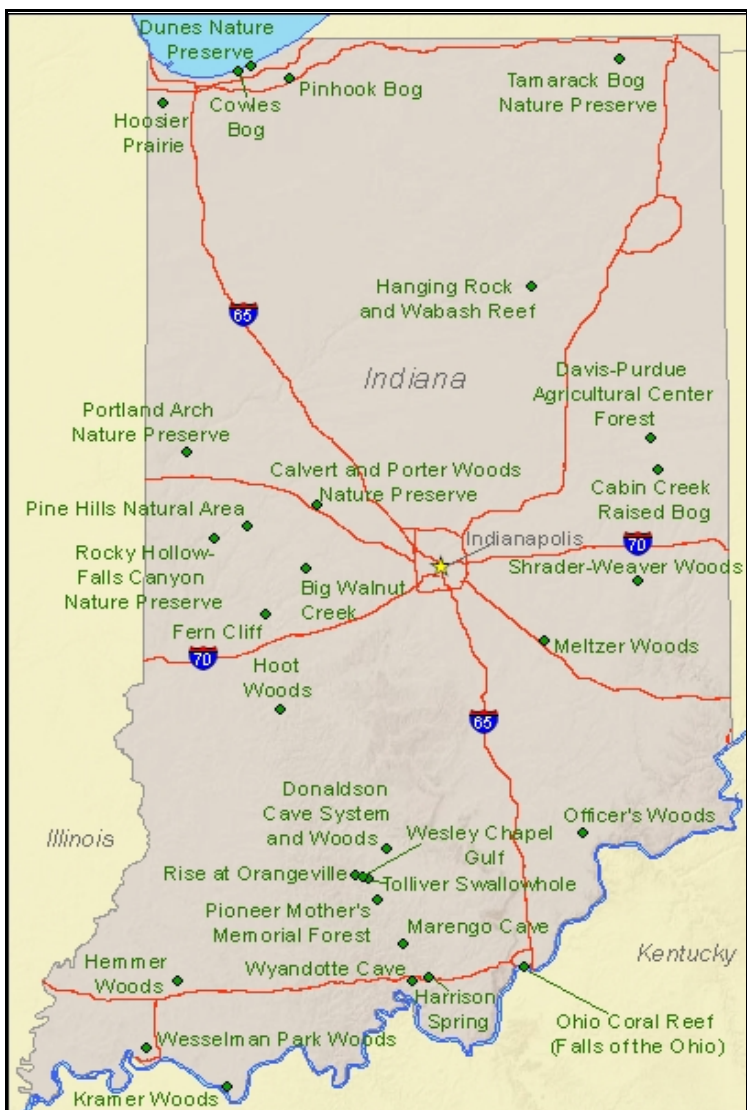 Dunes Nature
Preserve
Cowles
Bog
Pinhook Bog
Tamarack Bog
Nature Preserve
Hoosier
Prairie
Hanging Rock
and Wabash Reef
65
Indiana
Davis-Purdue
Agricultural Center
Forest
Portland Arch
Nature Preserve
Calvert and Porter Woods
Nature Preserve
Cabin Creek
Raised Bog
Pine Hills Natural Area
Indianapolis
70
Rocky Hollow-
Falls Canyon
Nature Preserve
Big Walnut
Creek
Shrader-Weaver Woods
Fern Cliff
Meltzer Woods
70
Hoot
Woods
65
Donaldson
Cave System
and Woods
Officer's Woods
Illinois
Wesley Chapel
Gulf
Rise at Orangeville
Tolliver Swallowhole
Pioneer Mother's
Memorial Forest
Marengo Cave
Kentucky
Hemmer
Woods
Wyandotte Cave
Harrison
Spring
Ohio Coral Reef
(Falls of the Ohio)
Wesselman Park Woods
Kramer Woods